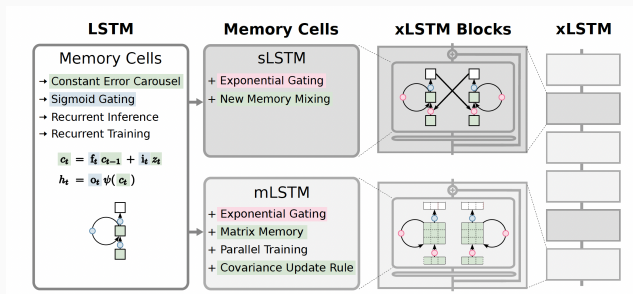 LSTM
Memory Cells
xLSTM Blocks
xLSTM
Memory Cells
→ Constant Error Carousel
→ Sigmoid Gating
→ Recurrent Inference
→ Recurrent Training
c_t = f_t c_{t-1} + i_t z_t
h_t = o_t ψ( c_t )
sLSTM
+ Exponential Gating
+ New Memory Mixing
mLSTM
+ Exponential Gating
+ Matrix Memory
+ Parallel Training
+ Covariance Update Rule